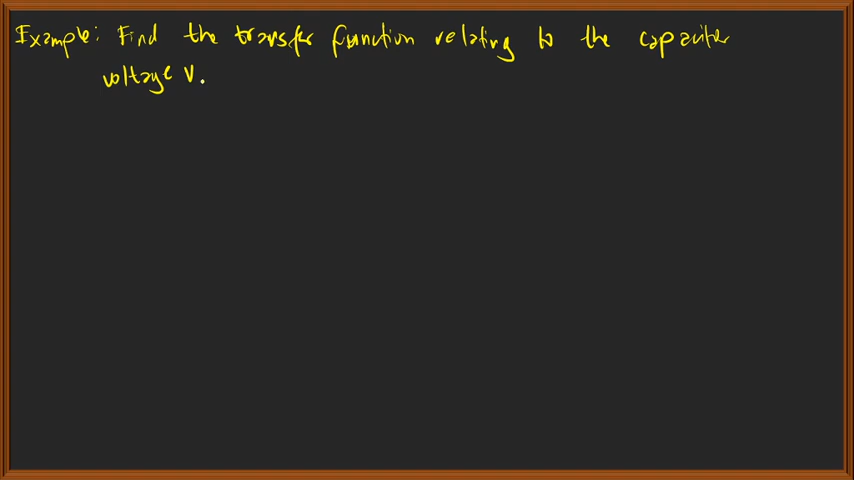 Example: Find the transfer function relating to the capacitor
voltage V.